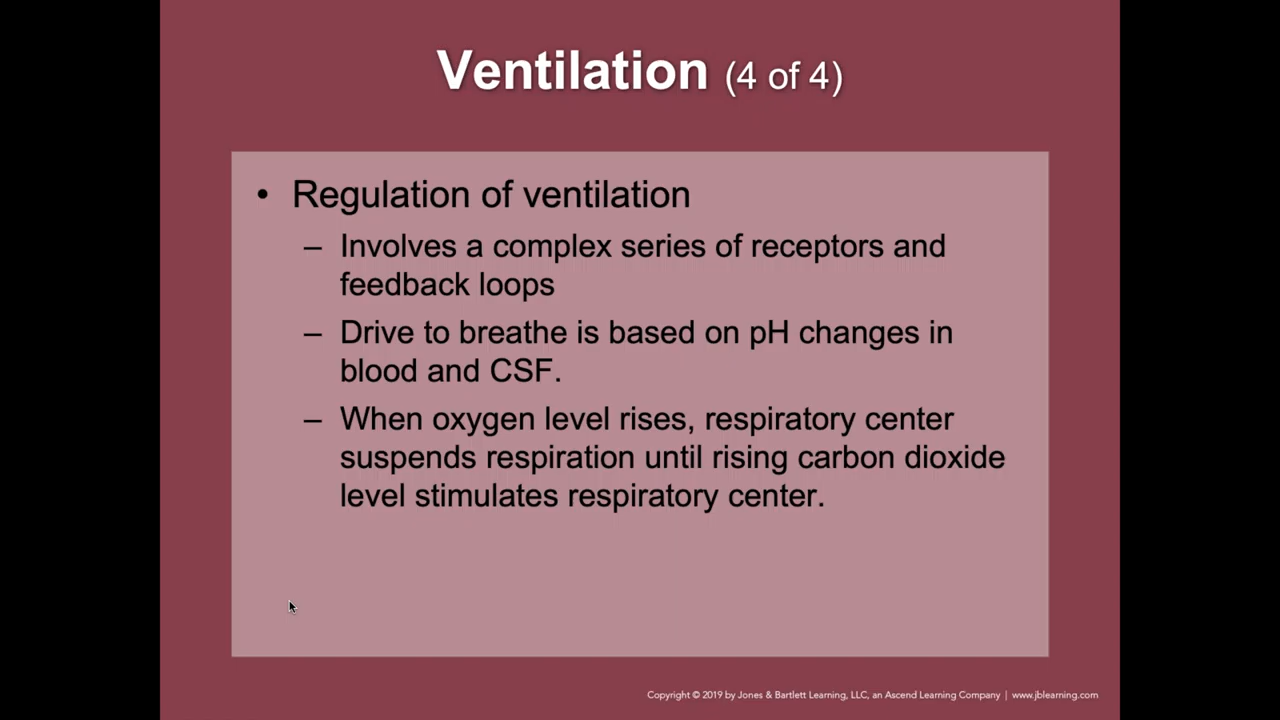 Ventilation (4 of 4)
• Regulation of ventilation
– Involves a complex series of receptors and
feedback loops
– Drive to breathe is based on pH changes in
blood and CSF.
– When oxygen level rises, respiratory center
suspends respiration until rising carbon dioxide
level stimulates respiratory center.
Copyright © 2019 by Jones & Bartlett Learning, LLC, an Ascend Learning Company | www.jblearning.com